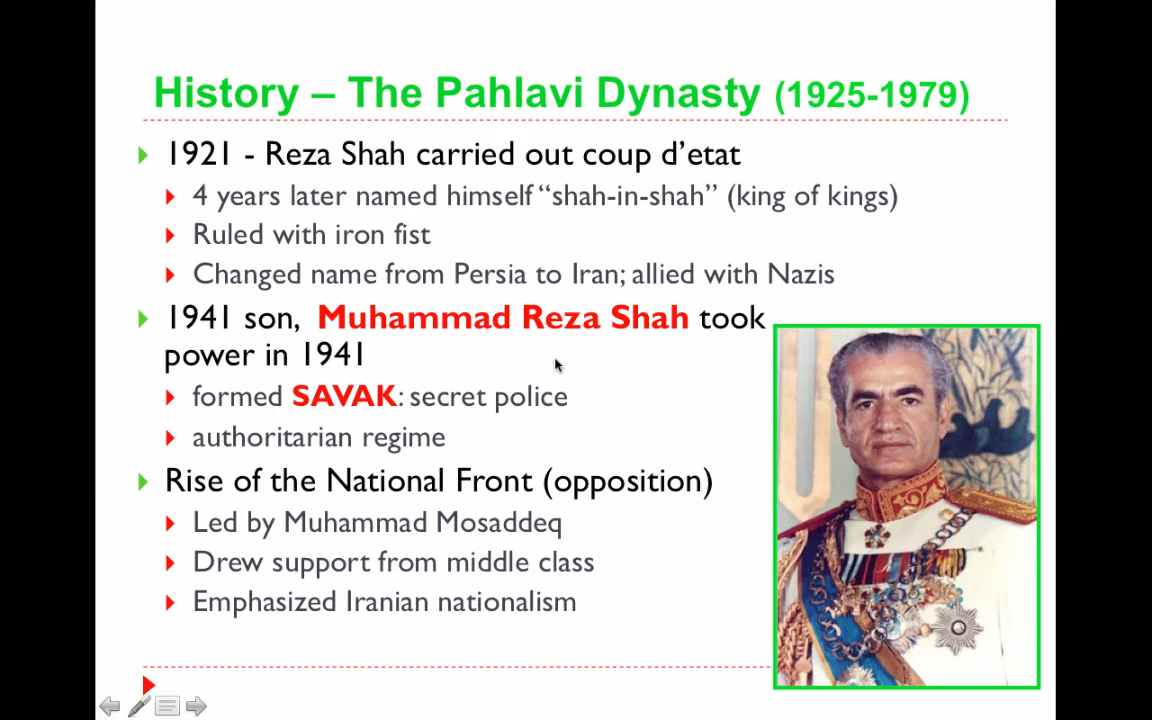 History – The Pahlavi Dynasty (1925-1979)
1921 - Reza Shah carried out coup d’etat
4 years later named himself “shah-in-shah” (king of kings)
Ruled with iron fist
Changed name from Persia to Iran; allied with Nazis
1941 son, Muhammad Reza Shah took
power in 1941
formed SAVAK: secret police
authoritarian regime
Rise of the National Front (opposition)
Led by Muhammad Mosaddeq
Drew support from middle class
Emphasized Iranian nationalism